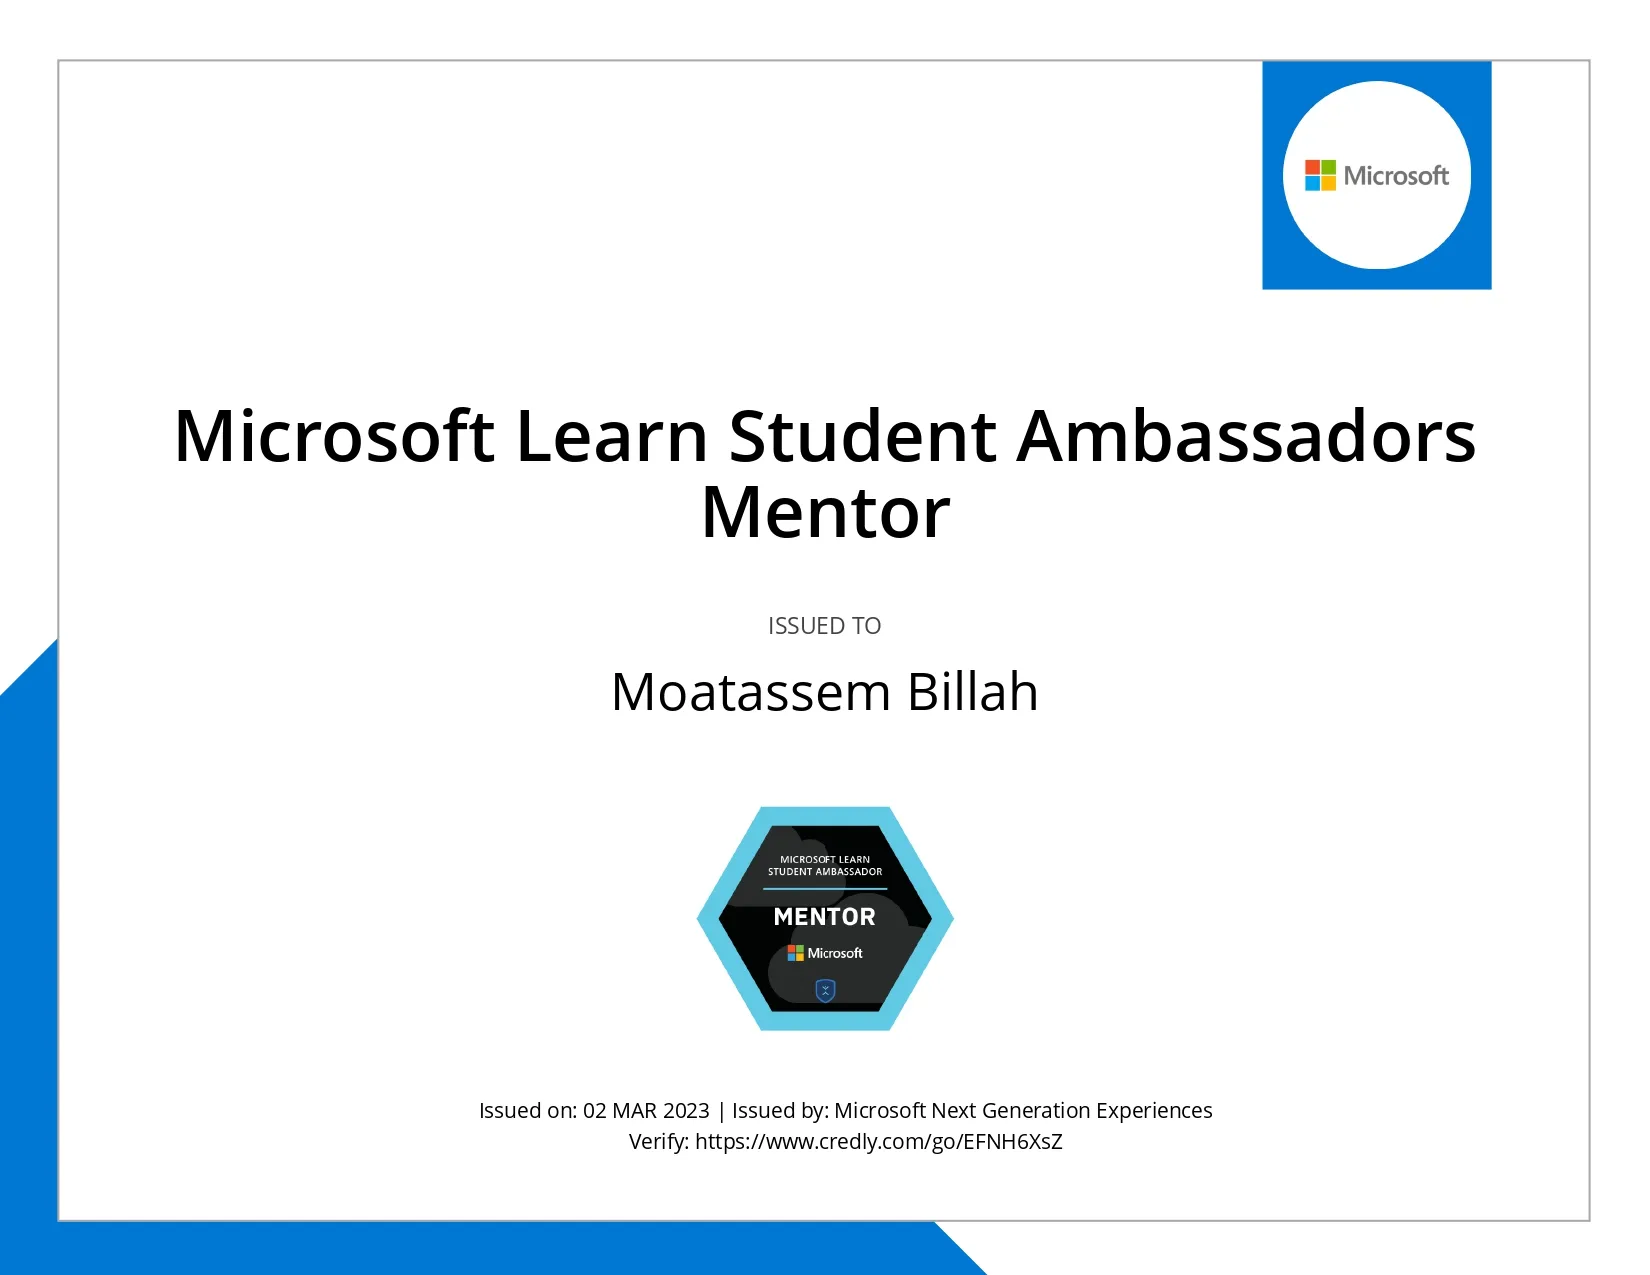 Microsoft
Microsoft Learn Student Ambassadors
Mentor
ISSUED TO
Moatassem Billah
MICROSOFT LEARN
STUDENT AMBASSADOR
MENTOR
Microsoft
Issued on: 02 MAR 2023 | Issued by: Microsoft Next Generation Experiences
Verify: https://www.credly.com/go/EFNH6XsZ